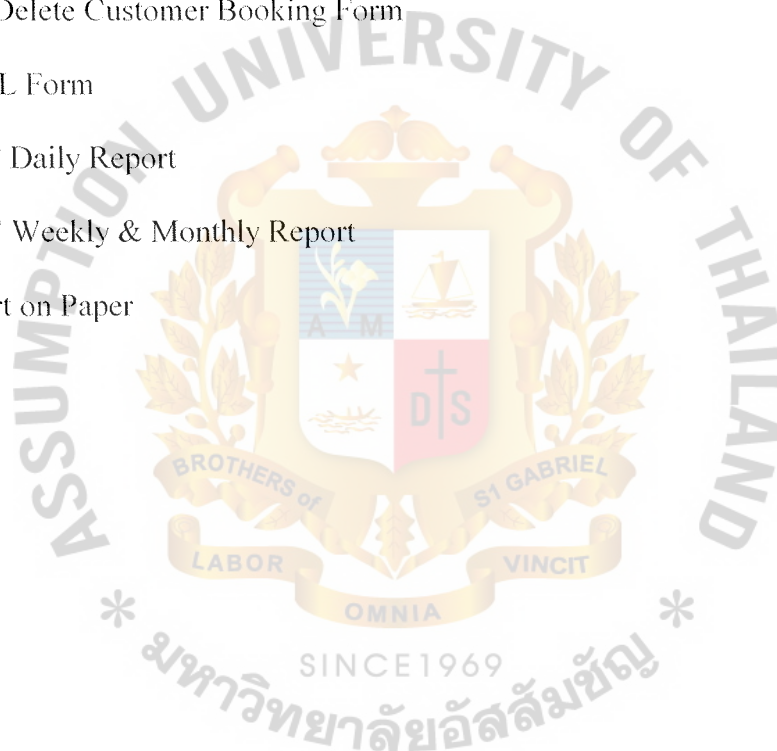 Delete Customer Booking Form
L Form
Daily Report
Weekly & Monthly Report
rt on Paper
ASSUMPTION UNIVERSITY OF THAILAND
A M
D S
BROTHERS of
S1 GABRIEL
LABOR
VINCIT
OMNIA
SINCE1969
มหาวิทยาลัยอัสสัมชัญ